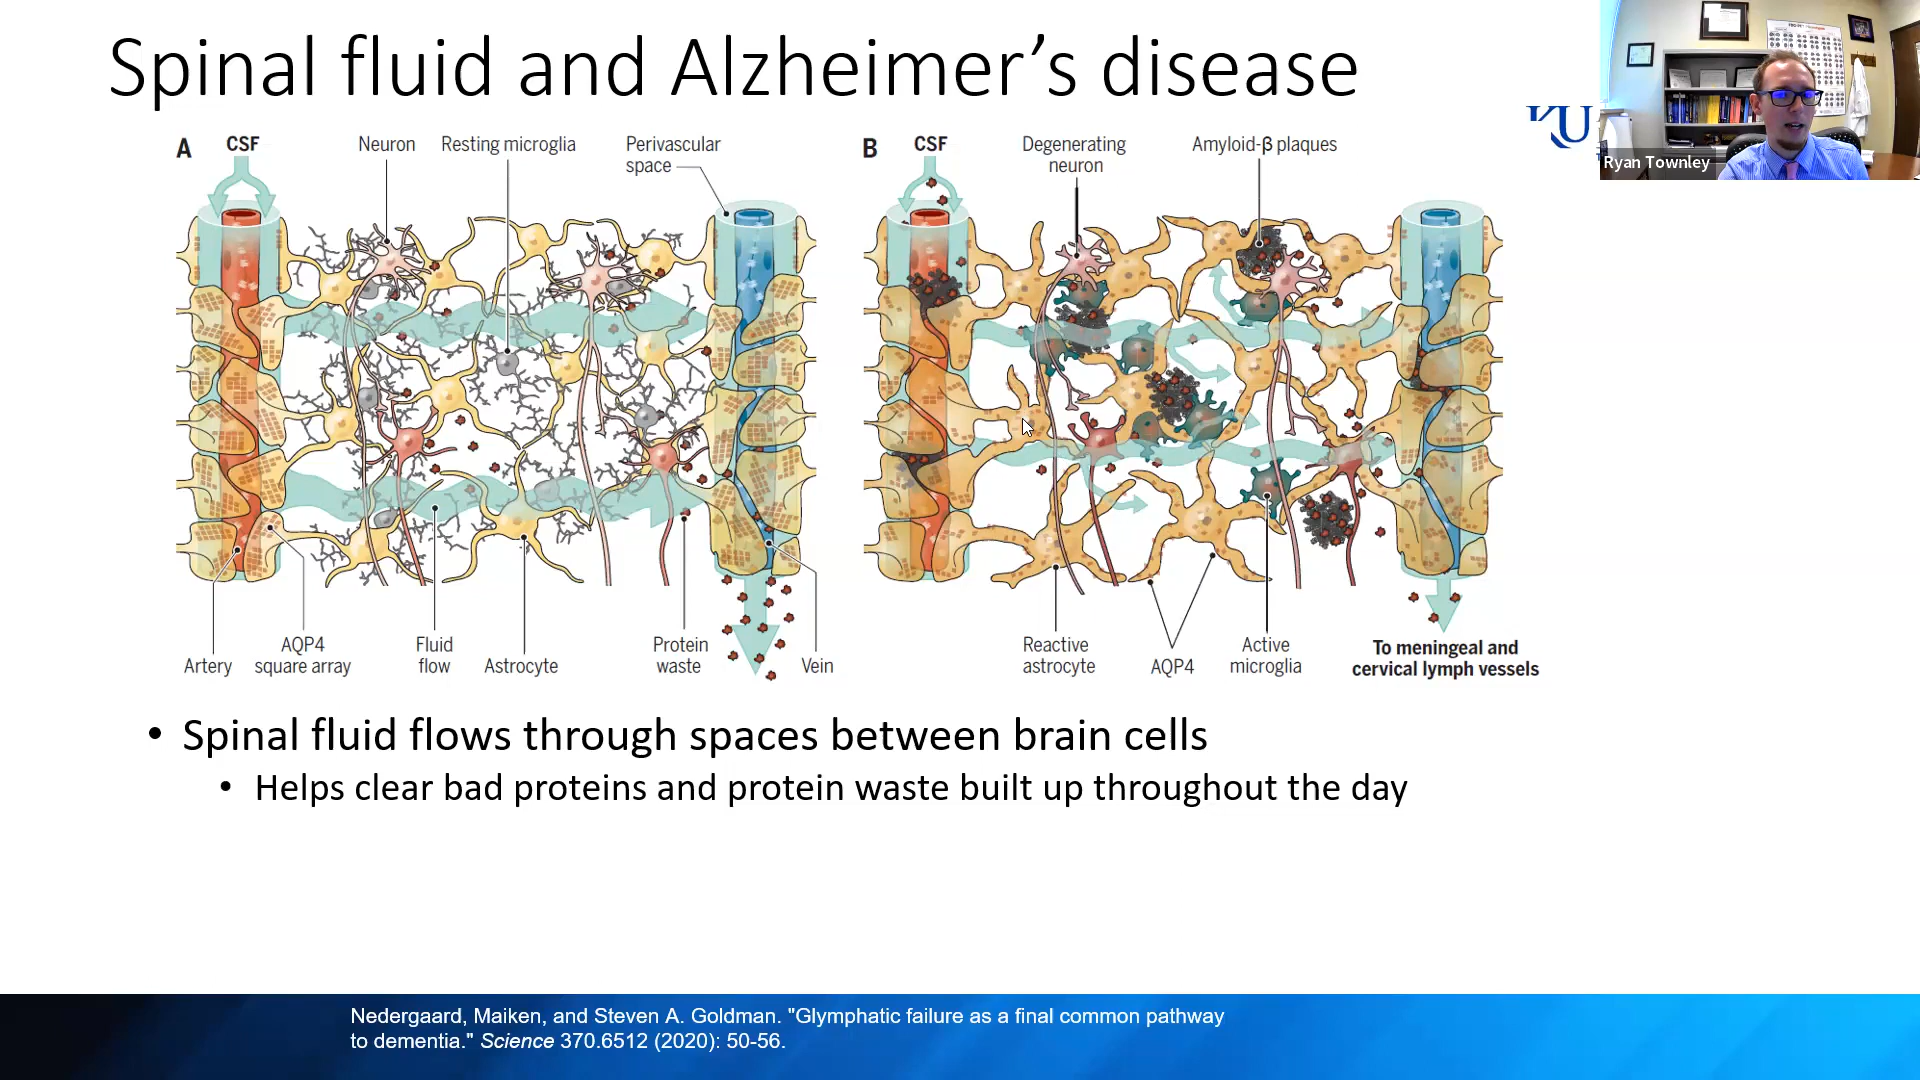 Spinal fluid and Alzheimer's disease
KU
Ryan Townley
A
CSF
Neuron
Resting microglia
Perivascular
space
B
CSF
Degenerating
neuron
Amyloid-β plaques
Artery
AQP4
square array
Fluid
flow
Astrocyte
Protein
waste
Vein
Reactive
astrocyte
AQP4
Active
microglia
To meningeal and
cervical lymph vessels
• Spinal fluid flows through spaces between brain cells
• Helps clear bad proteins and protein waste built up throughout the day
Nedergaard, Maiken, and Steven A. Goldman. "Glymphatic failure as a final common pathway
to dementia." Science 370.6512 (2020): 50-56.